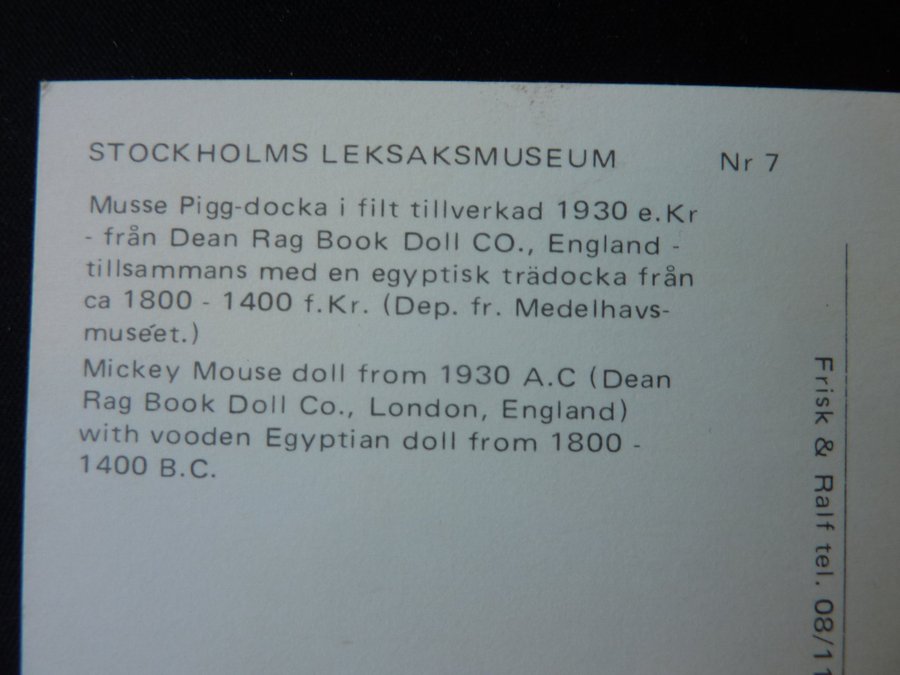 STOCKHOLMS LEKSAKSMUSEUM Nr 7
Musse Pigg-docka i filt tillverkad 1930 e.Kr
- från Dean Rag Book Doll CO., England -
tillsammans med en egyptisk trädocka från
ca 1800 - 1400 f.Kr. (Dep. fr. Medelhavs-
muséet.)
Mickey Mouse doll from 1930 A.C (Dean
Rag Book Doll Co., London, England)
with vooden Egyptian doll from 1800 -
1400 B.C.
Frisk & Ralf tel. 08/11